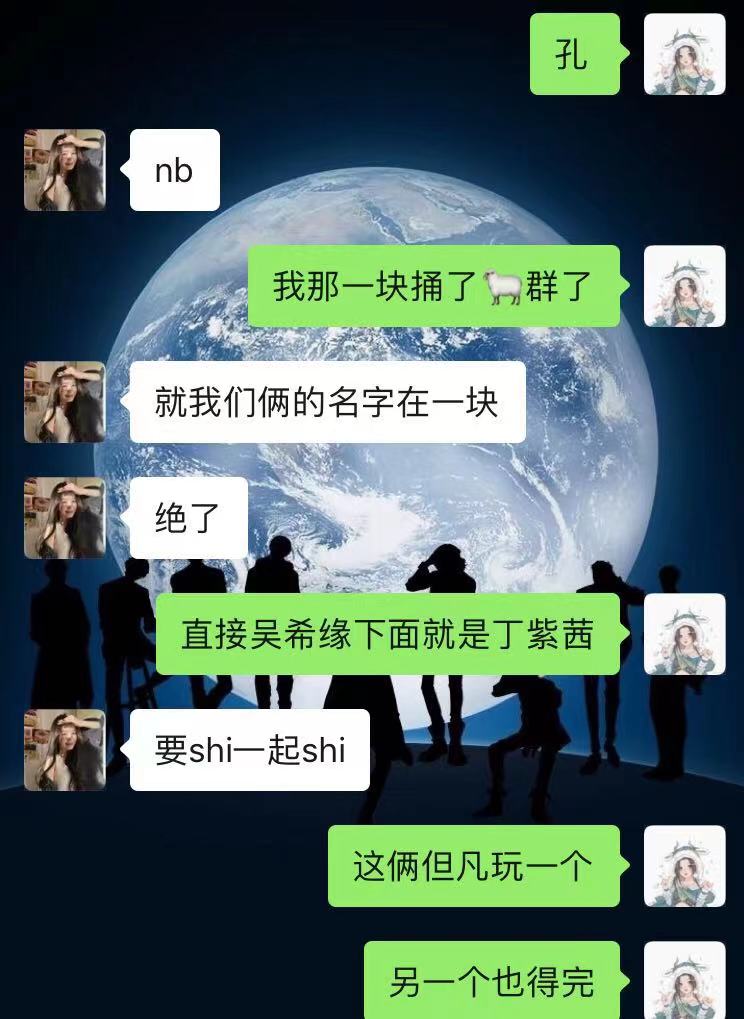 孔
nb
我那一块捅了🐑群了
就我们俩的名字在一块
绝了
直接吴希缘下面就是丁紫茜
要shi一起shi
这俩但凡玩一个
另一个也得完